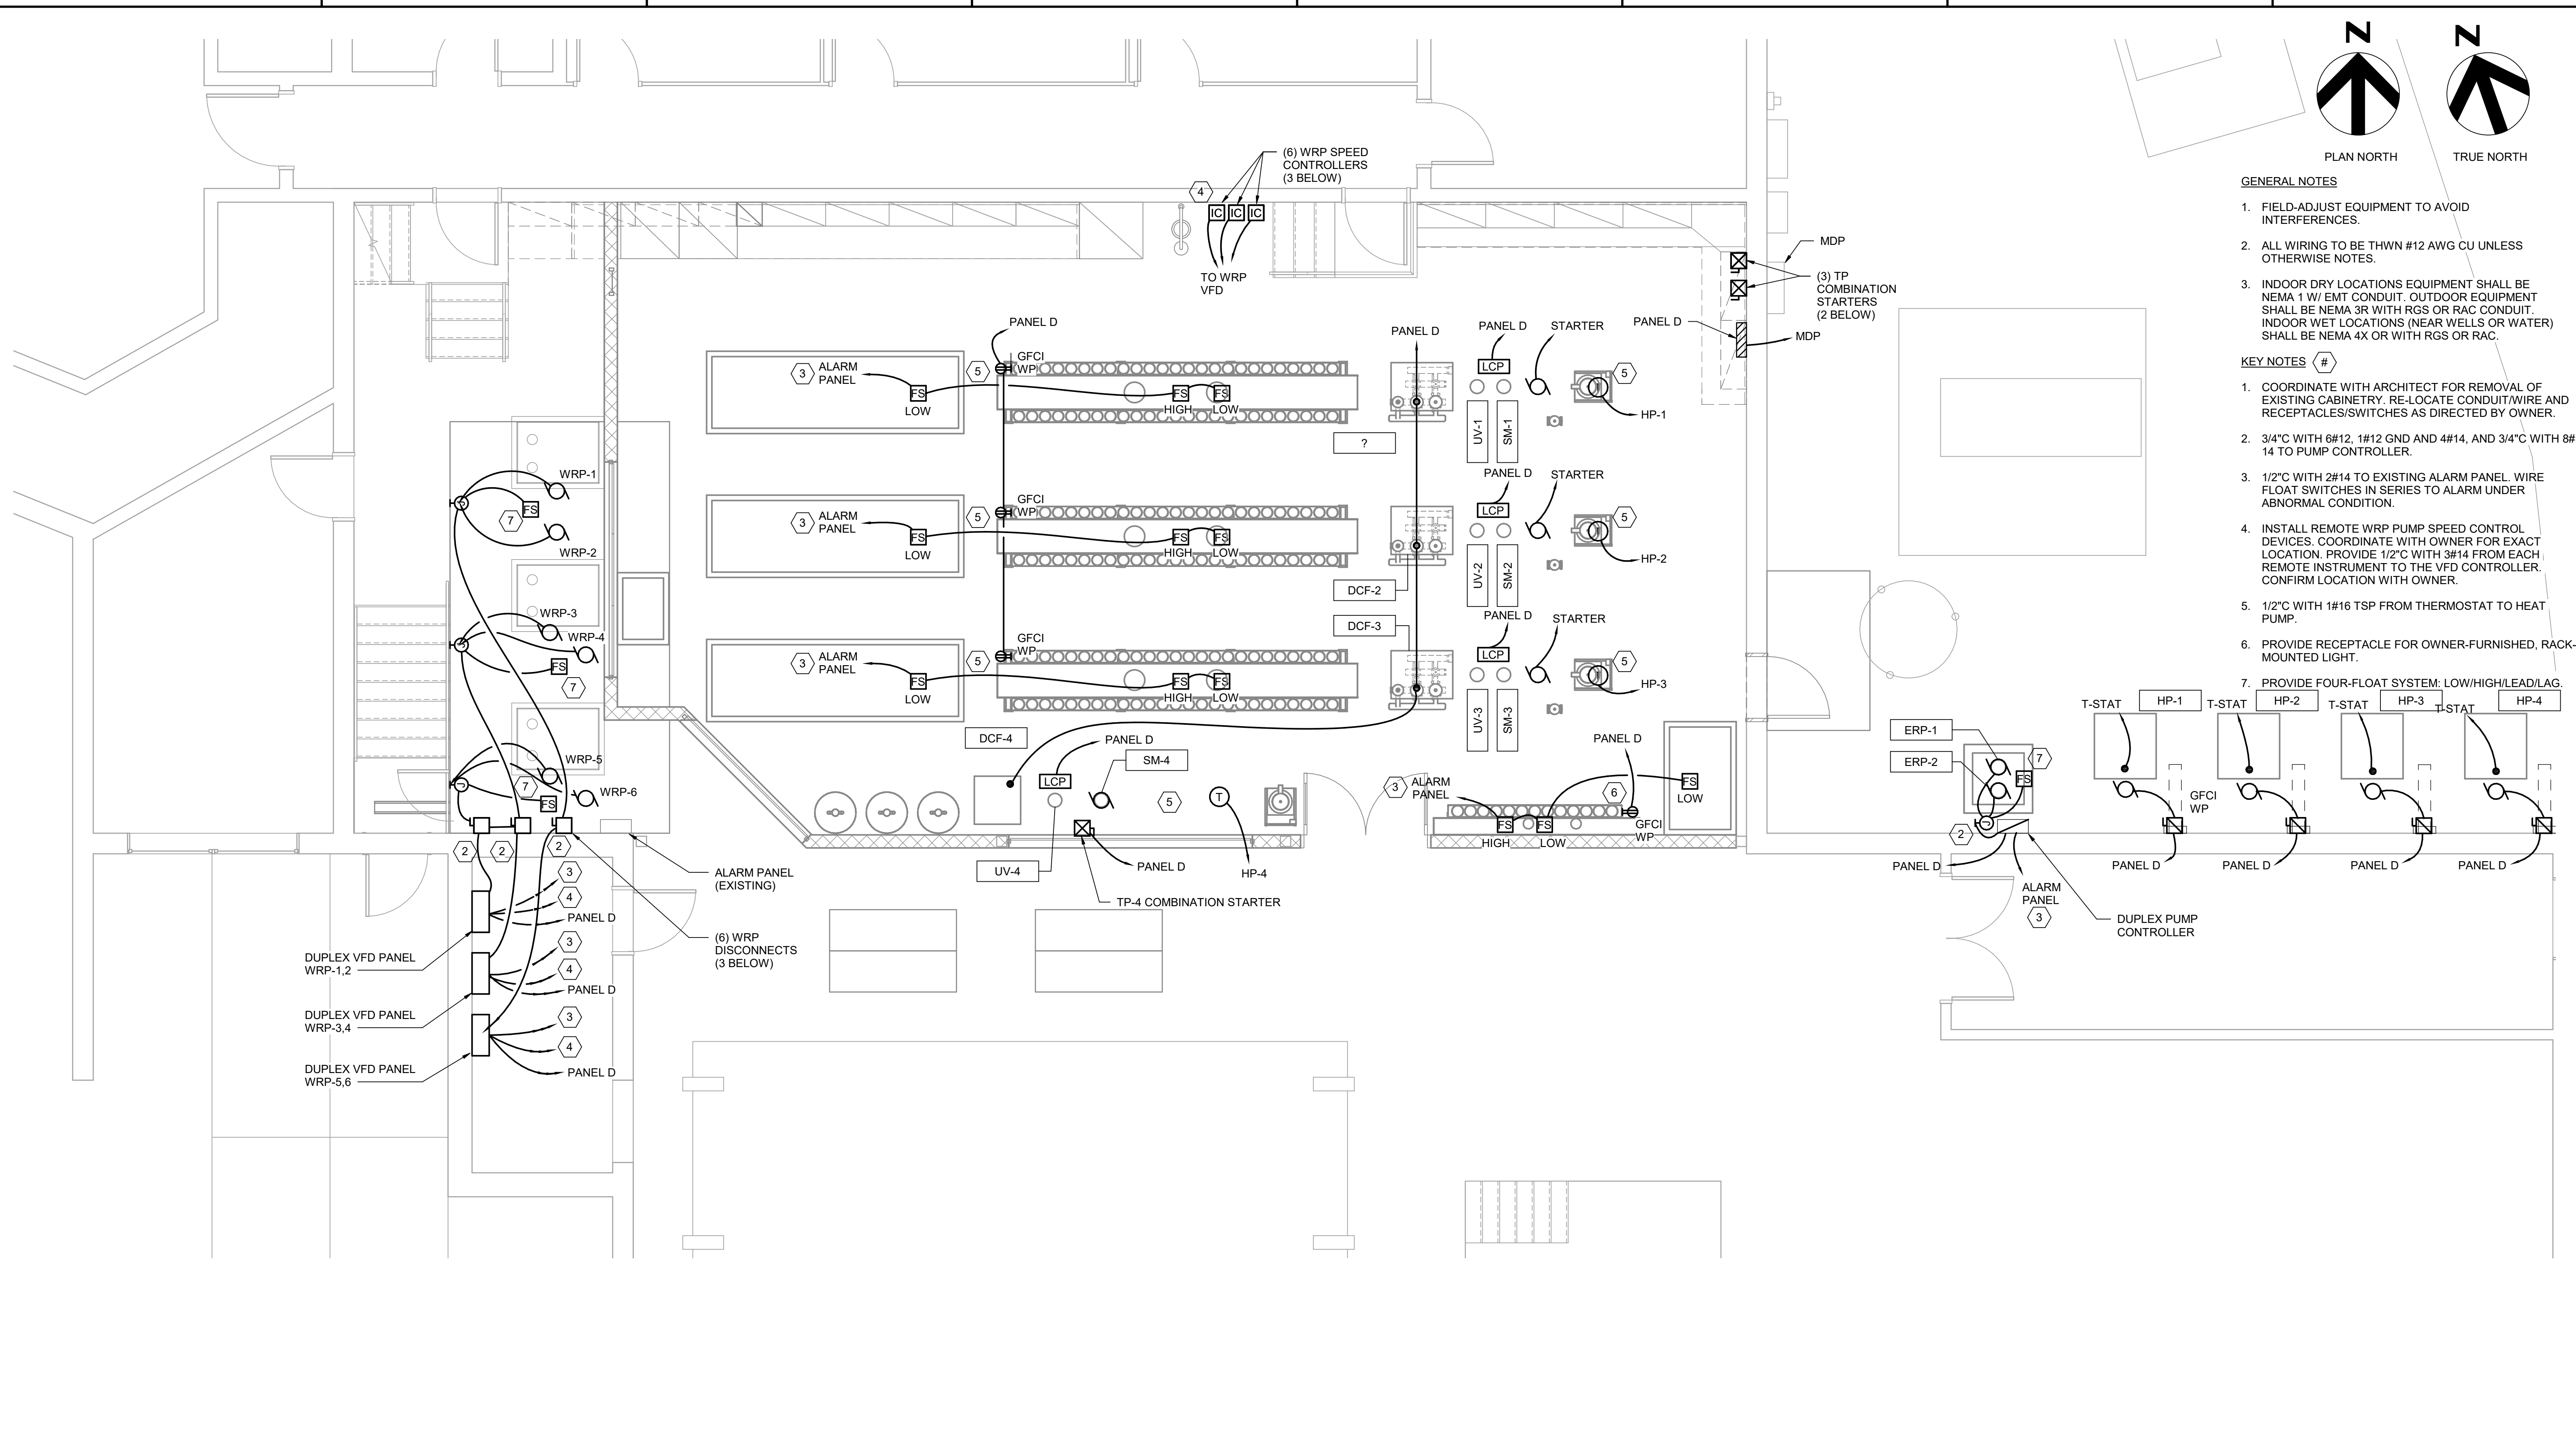 N
N
PLAN NORTH
TRUE NORTH
GENERAL NOTES
1. FIELD-ADJUST EQUIPMENT TO AVOID
INTERFERENCES.
2. ALL WIRING TO BE THWN #12 AWG CU UNLESS
OTHERWISE NOTES.
3. INDOOR DRY LOCATIONS EQUIPMENT SHALL BE
NEMA 1 W/ EMT CONDUIT. OUTDOOR EQUIPMENT
SHALL BE NEMA 3R WITH RGS OR RAC CONDUIT.
INDOOR WET LOCATIONS (NEAR WELLS OR WATER)
SHALL BE NEMA 4X OR WITH RGS OR RAC.
KEY NOTES #
1. COORDINATE WITH ARCHITECT FOR REMOVAL OF
EXISTING CABINETRY. RE-LOCATE CONDUIT/WIRE AND
RECEPTACLES/SWITCHES AS DIRECTED BY OWNER.
2. 3/4"C WITH 6#12, 1#12 GND AND 4#14, AND 3/4"C WITH 8#
14 TO PUMP CONTROLLER.
3. 1/2"C WITH 2#14 TO EXISTING ALARM PANEL. WIRE
FLOAT SWITCHES IN SERIES TO ALARM UNDER
ABNORMAL CONDITION.
4. INSTALL REMOTE WRP PUMP SPEED CONTROL
DEVICES. COORDINATE WITH OWNER FOR EXACT
LOCATION. PROVIDE 1/2"C WITH 3#14 FROM EACH
REMOTE INSTRUMENT TO THE VFD CONTROLLER.
CONFIRM LOCATION WITH OWNER.
5. 1/2"C WITH 1#16 TSP FROM THERMOSTAT TO HEAT
PUMP.
6. PROVIDE RECEPTACLE FOR OWNER-FURNISHED, RACK-
MOUNTED LIGHT.
7. PROVIDE FOUR-FLOAT SYSTEM: LOW/HIGH/LEAD/LAG.
(6) WRP SPEED
CONTROLLERS
(3 BELOW)
4
IC IC IC
TO WRP
VFD
MDP
(3) TP
COMBINATION
STARTERS
(2 BELOW)
PANEL D
MDP
PANEL D
GFCI
WP
5
3 ALARM
PANEL
FS
LOW
FS
HIGH
FS
LOW
PANEL D
PANEL D
STARTER
LCP
5
HP-1
?
UV-1
SM-1
GFCI
WP
5
3 ALARM
PANEL
FS
LOW
FS
HIGH
FS
LOW
PANEL D
STARTER
LCP
5
HP-2
DCF-2
UV-2
SM-2
DCF-3
GFCI
WP
5
3 ALARM
PANEL
FS
LOW
FS
HIGH
FS
LOW
PANEL D
STARTER
LCP
5
HP-3
UV-3
SM-3
WRP-1
J
FS
7
WRP-2
WRP-3
J
WRP-4
FS
7
WRP-5
J
7
FS
WRP-6
2 2 2
ALARM PANEL
(EXISTING)
3
4
PANEL D
DUPLEX VFD PANEL
WRP-1,2
3
4
PANEL D
DUPLEX VFD PANEL
WRP-3,4
3
4
PANEL D
DUPLEX VFD PANEL
WRP-5,6
(6) WRP
DISCONNECTS
(3 BELOW)
DCF-4
PANEL D
LCP
SM-4
5
T
UV-4
PANEL D
HP-4
TP-4 COMBINATION STARTER
3 ALARM
PANEL
PANEL D
6
FS
LOW
FS
HIGH
FS
LOW
GFCI
WP
ERP-1
ERP-2
7
FS
J
2
PANEL D
ALARM
PANEL
3
DUPLEX PUMP
CONTROLLER
T-STAT
HP-1
T-STAT
HP-2
T-STAT
HP-3
T-STAT
HP-4
GFCI
WP
PANEL D
PANEL D
PANEL D
PANEL D